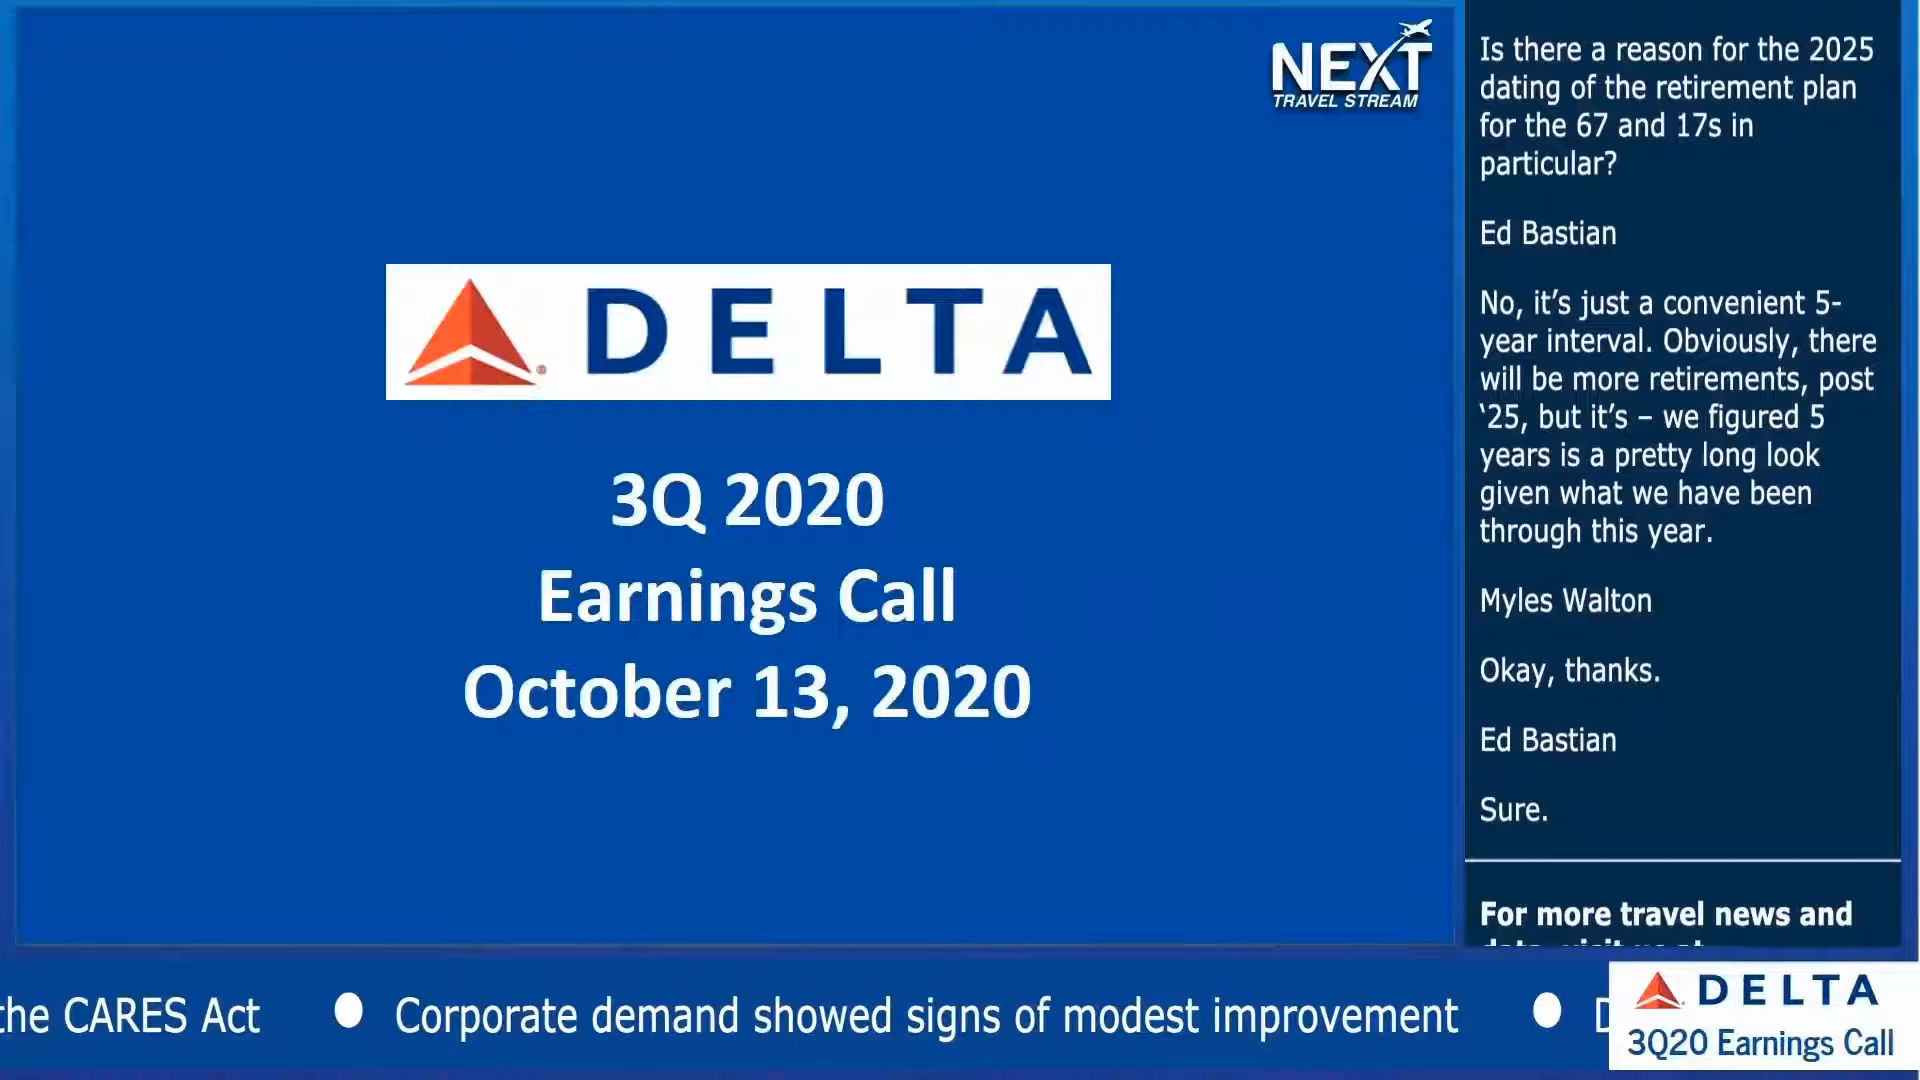 NEXT
TRAVEL STREAM
DELTA
3Q 2020
Earnings Call
October 13, 2020
Is there a reason for the 2025
dating of the retirement plan
for the 67 and 17s in
particular?
Ed Bastian
No, it’s just a convenient 5-
year interval. Obviously, there
will be more retirements, post
‘25, but it’s – we figured 5
years is a pretty long look
given what we have been
through this year.
Myles Walton
Okay, thanks.
Ed Bastian
Sure.
For more travel news and
the CARES Act ● Corporate demand showed signs of modest improvement ●
DELTA
3Q20 Earnings Call